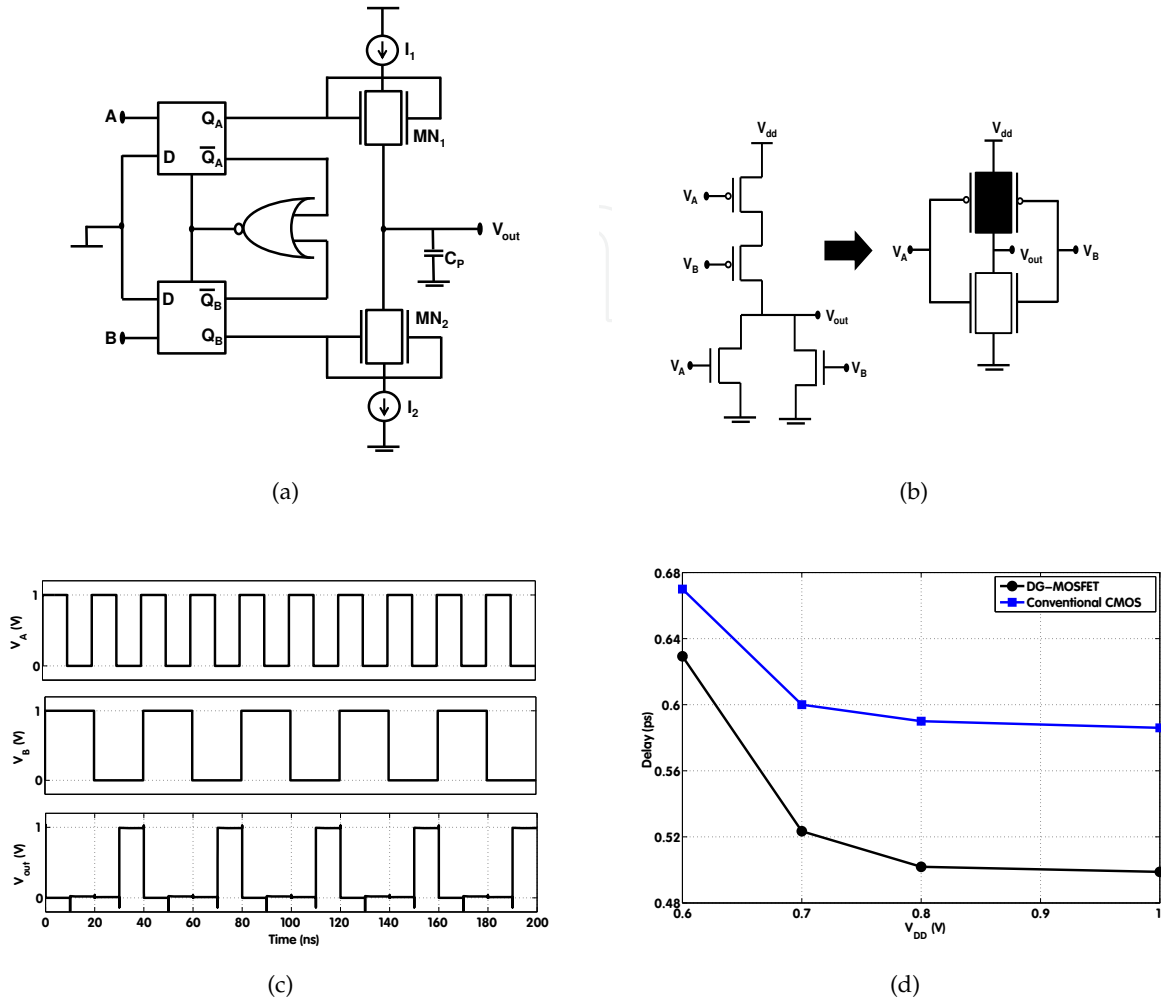 I1
A
QA
D
Q̅A
MN1
Vout
CP
D
Q̅B
B
QB
MN2
I2
(a)
Vdd
VA
VB
Vout
VA
VB
Vdd
VA
Vout
VB
(b)
VA (V)
1
0
VB (V)
1
0
Vout (V)
1
0
0 20 40 60 80 100 120 140 160 180 200
Time (ns)
(c)
0.68
0.64
0.6
0.56
0.52
0.48
Delay (ps)
DG−MOSFET
Conventional CMOS
0.6 0.7 0.8 0.9 1
VDD (V)
(d)